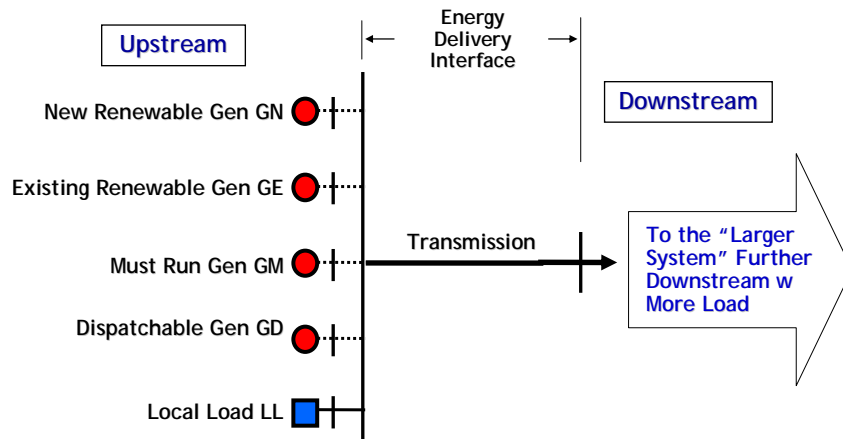 Energy
Delivery
Interface
Upstream
Downstream
New Renewable Gen GN
Existing Renewable Gen GE
Must Run Gen GM
Dispatchable Gen GD
Local Load LL
Transmission
To the “Larger
System” Further
Downstream w
More Load